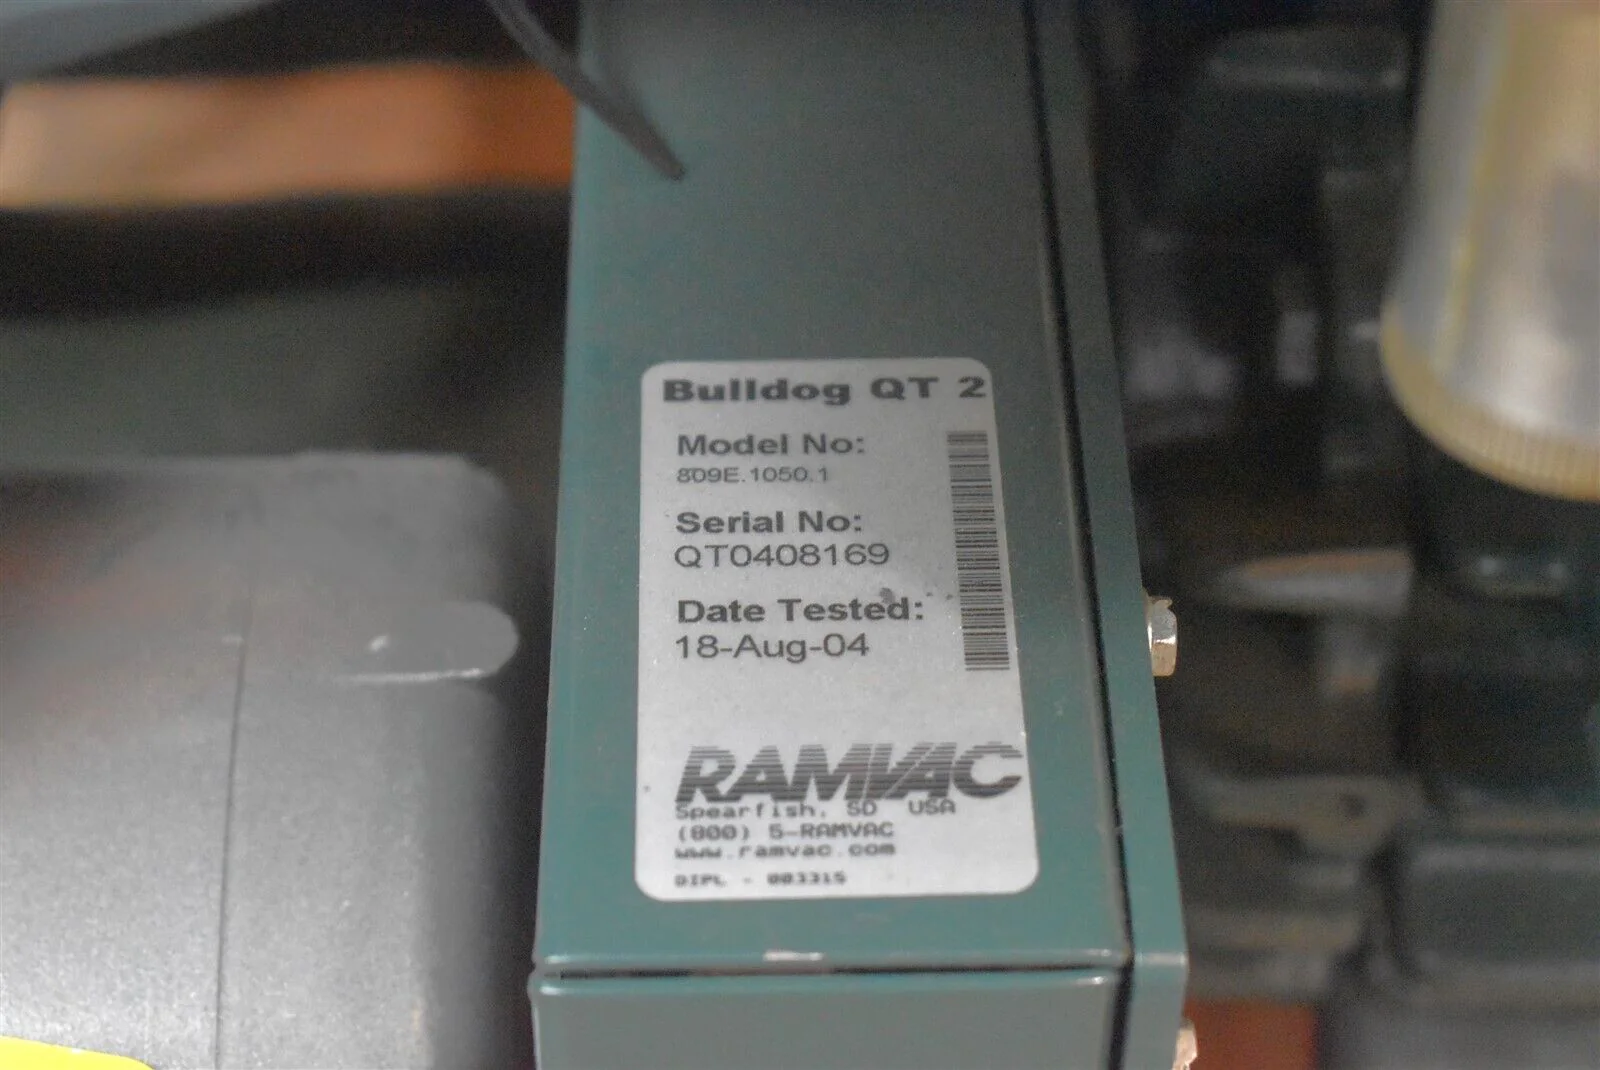 Bulldog QT 2
Model No:
809E.1050.1
Serial No:
QT0408169
Date Tested:
18-Aug-04
RAMVAC
Spearfish, SD USA
(800) 5-RAMVAC
www.ramvac.com
DIPL - 003315